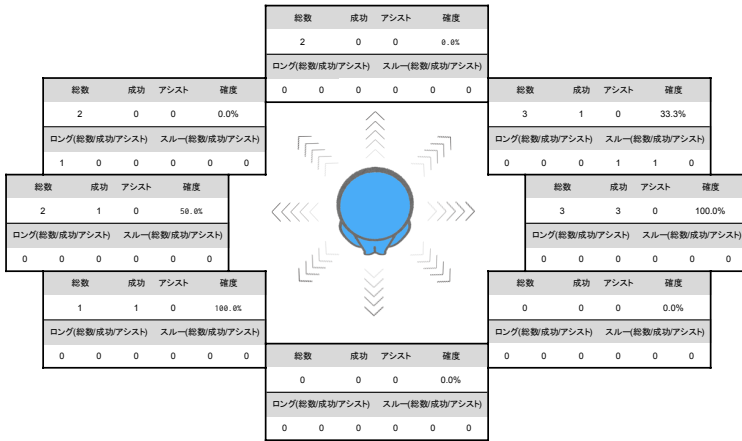 総数 成功 アシスト 確度
2 0 0 0.0%
ロング(総数/成功/アシスト) スルー(総数/成功/アシスト)
0 0 0 0 0 0
総数 成功 アシスト 確度
2 0 0 0.0%
ロング(総数/成功/アシスト) スルー(総数/成功/アシスト)
1 0 0 0 0 0
総数 成功 アシスト 確度
3 1 0 33.3%
ロング(総数/成功/アシスト) スルー(総数/成功/アシスト)
0 0 0 1 1 0
総数 成功 アシスト 確度
2 1 0 50.0%
ロング(総数/成功/アシスト) スルー(総数/成功/アシスト)
0 0 0 0 0 0
総数 成功 アシスト 確度
3 3 0 100.0%
ロング(総数/成功/アシスト) スルー(総数/成功/アシスト)
0 0 0 0 0 0
総数 成功 アシスト 確度
1 1 0 100.0%
ロング(総数/成功/アシスト) スルー(総数/成功/アシスト)
0 0 0 0 0 0
総数 成功 アシスト 確度
0 0 0 0.0%
ロング(総数/成功/アシスト) スルー(総数/成功/アシスト)
0 0 0 0 0 0
総数 成功 アシスト 確度
0 0 0 0.0%
ロング(総数/成功/アシスト) スルー(総数/成功/アシスト)
0 0 0 0 0 0